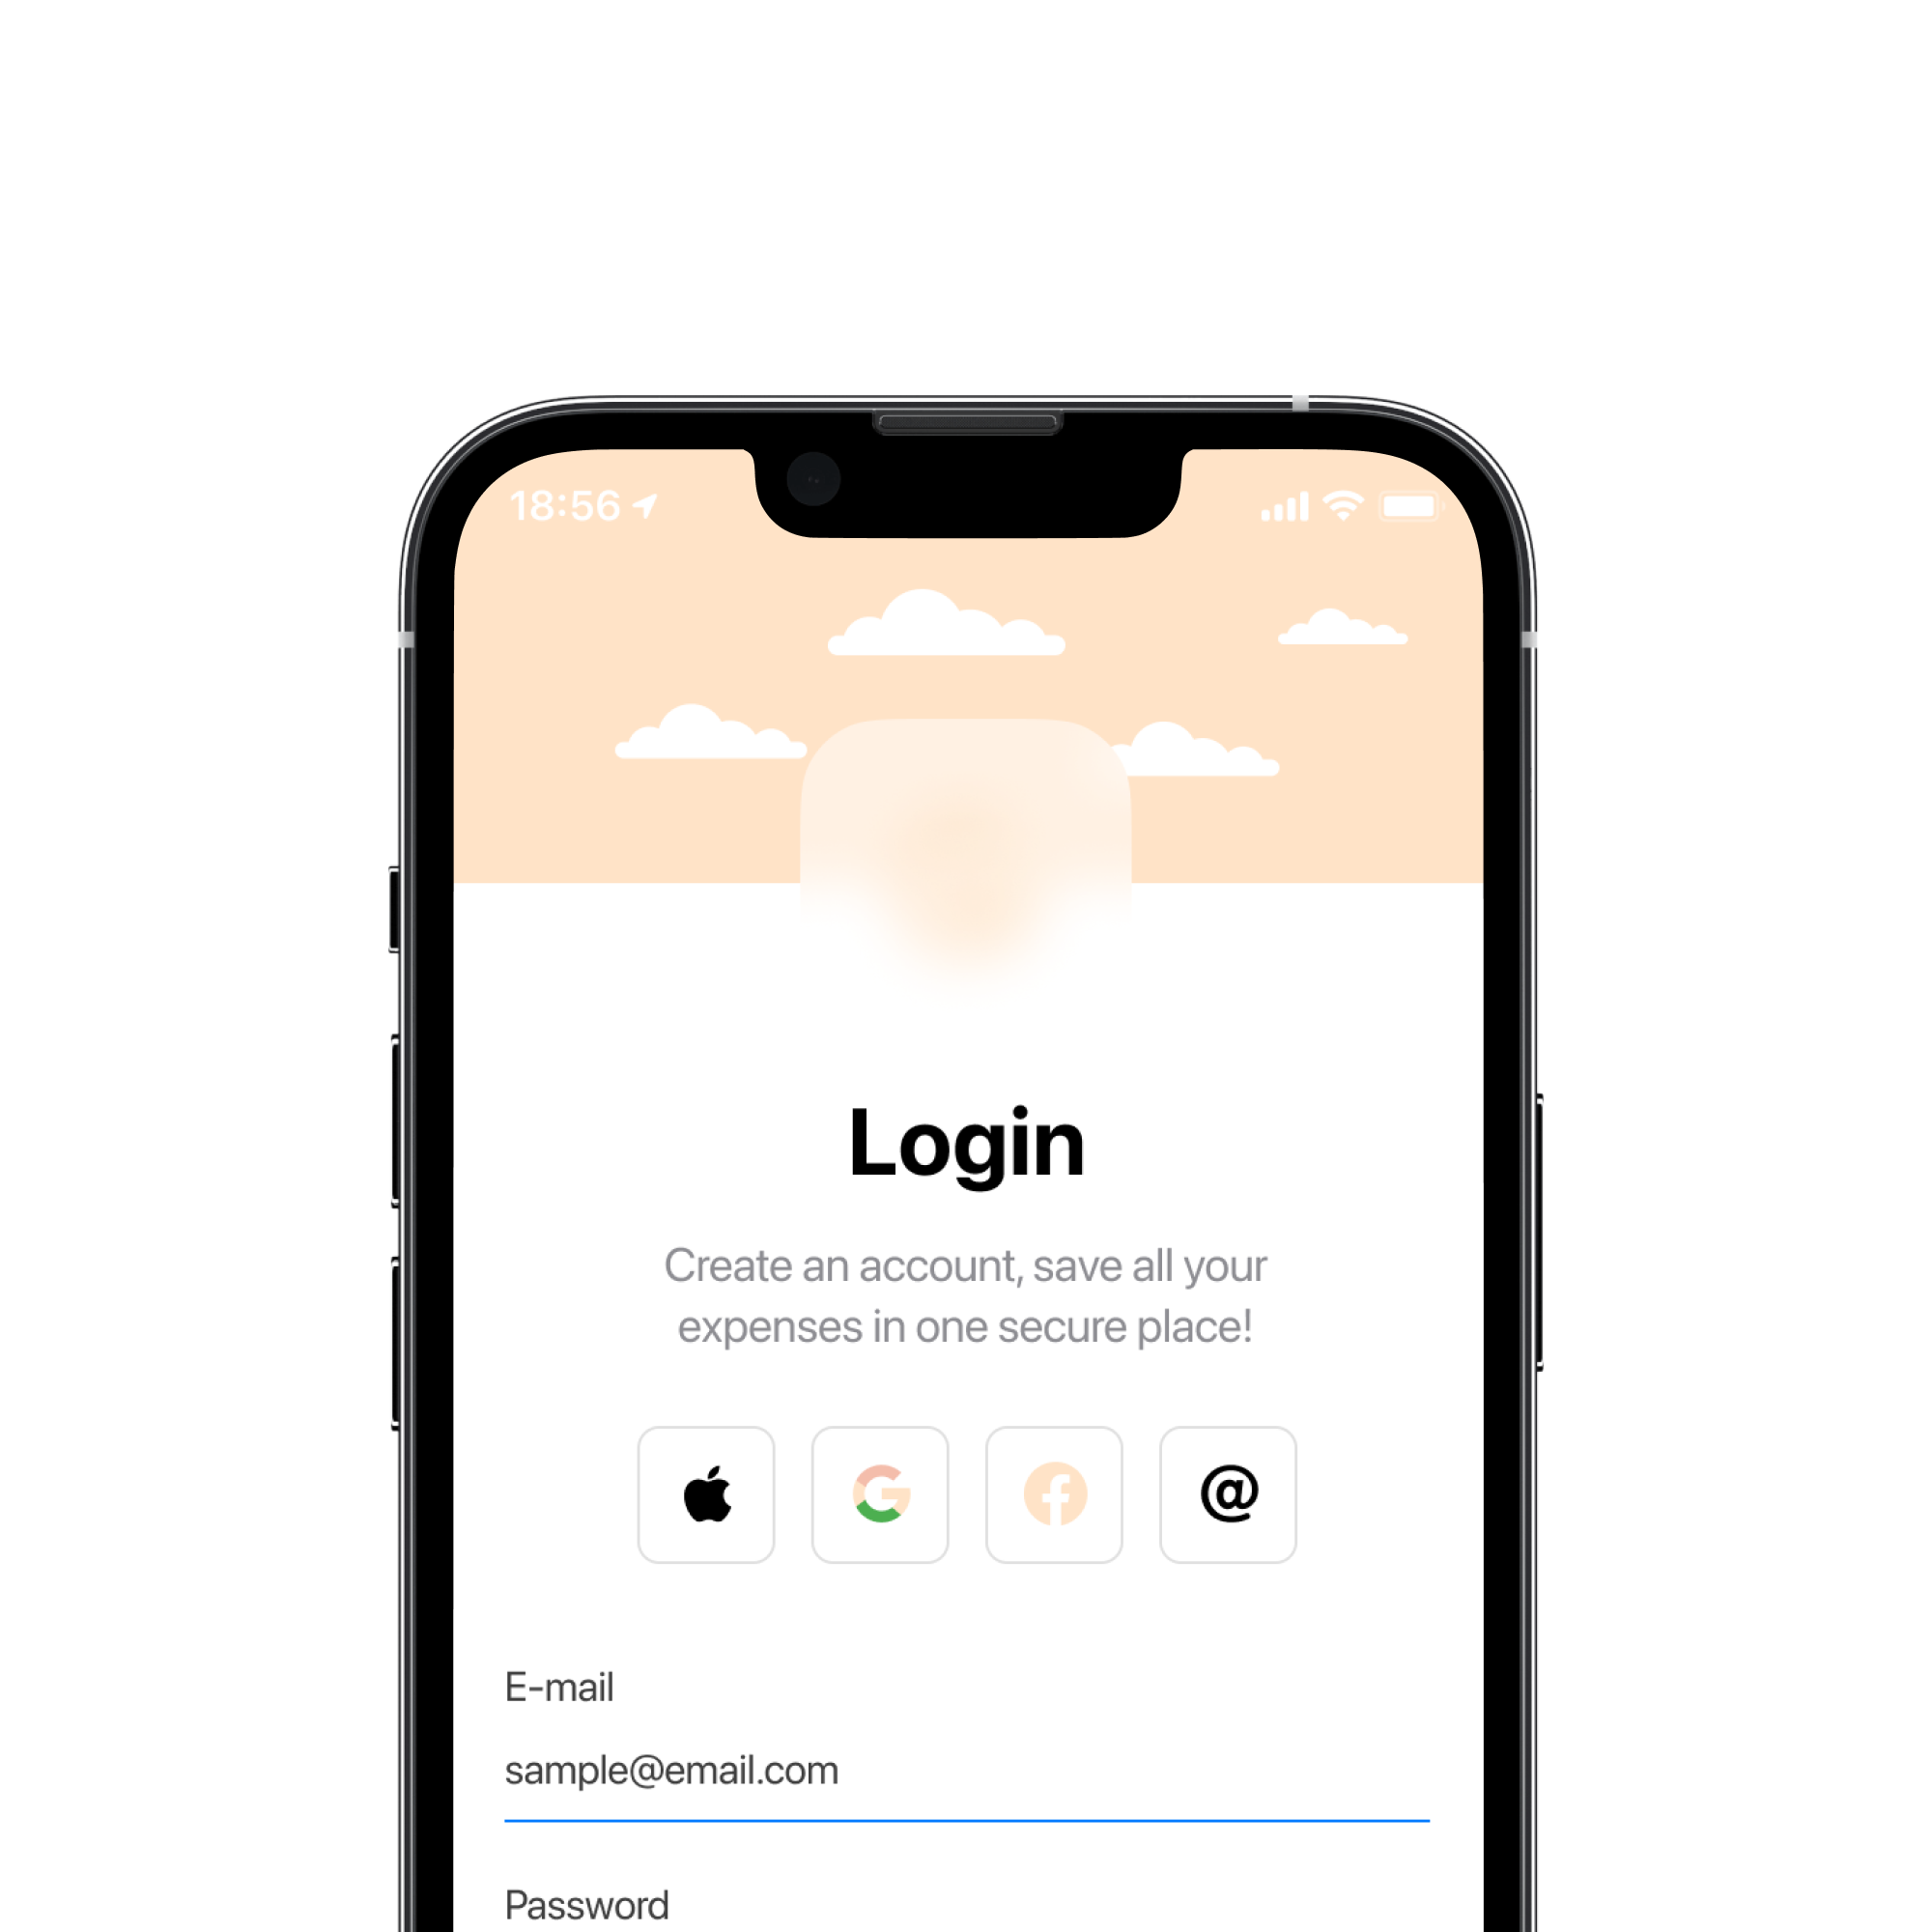 18:56
Login
Create an account, save all your
expenses in one secure place!
@
E-mail
sample@email.com
Password